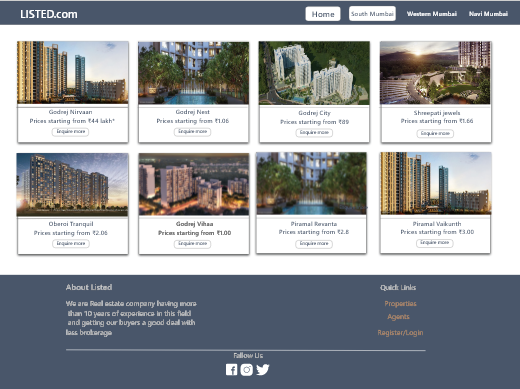 LISTED.com
Home
South Mumbai
Western Mumbai
Navi Mumbai
Godrej Nirvaan
Prices starting from ₹44 lakh*
Enquire more
Godrej Nest
Prices starting from ₹1.06
Enquire more
Godrej City
Prices starting from ₹89
Enquire more
Shreepati jewels
Prices starting from ₹1.66
Enquire more
Oberoi Tranquil
Prices starting from ₹2.06
Enquire more
Godrej Vihaa
Prices starting from ₹1.00
Enquire more
Piramal Revanta
Prices starting from ₹2.8
Enquire more
Piramal Vaikunth
Prices starting from ₹3.00
Enquire more
About Listed
We are Real estate company having more
than 10 years of experience in this field
and getting our buyers a good deal with
less brokerage
Quick Links
Properties
Agents
Register/Login
Follow Us